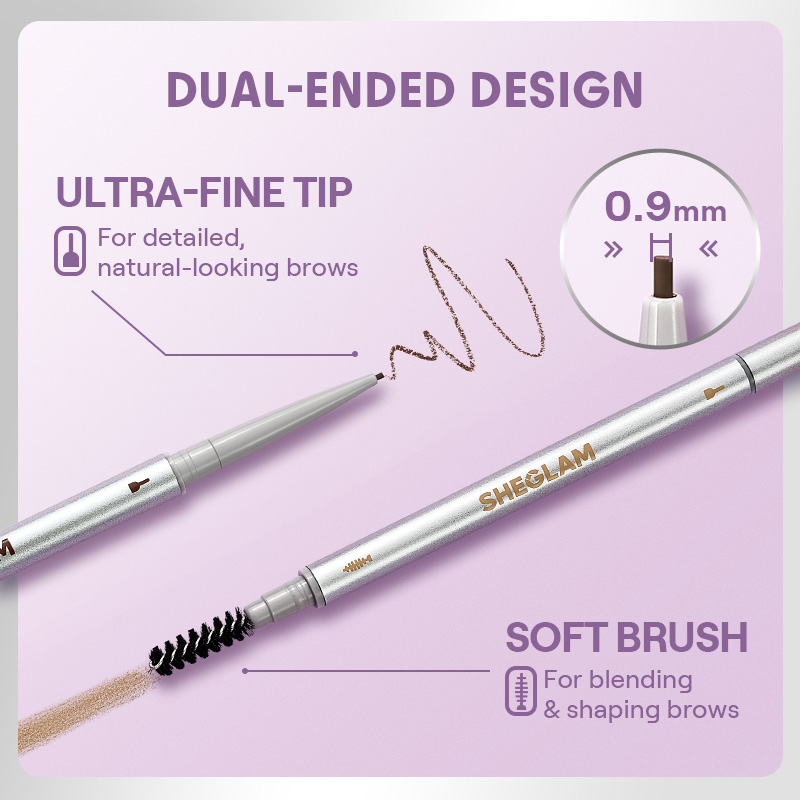 DUAL-ENDED DESIGN
ULTRA-FINE TIP
For detailed,
natural-looking brows
0.9mm
» «
SHEGLAM
M
SOFT BRUSH
For blending
& shaping brows